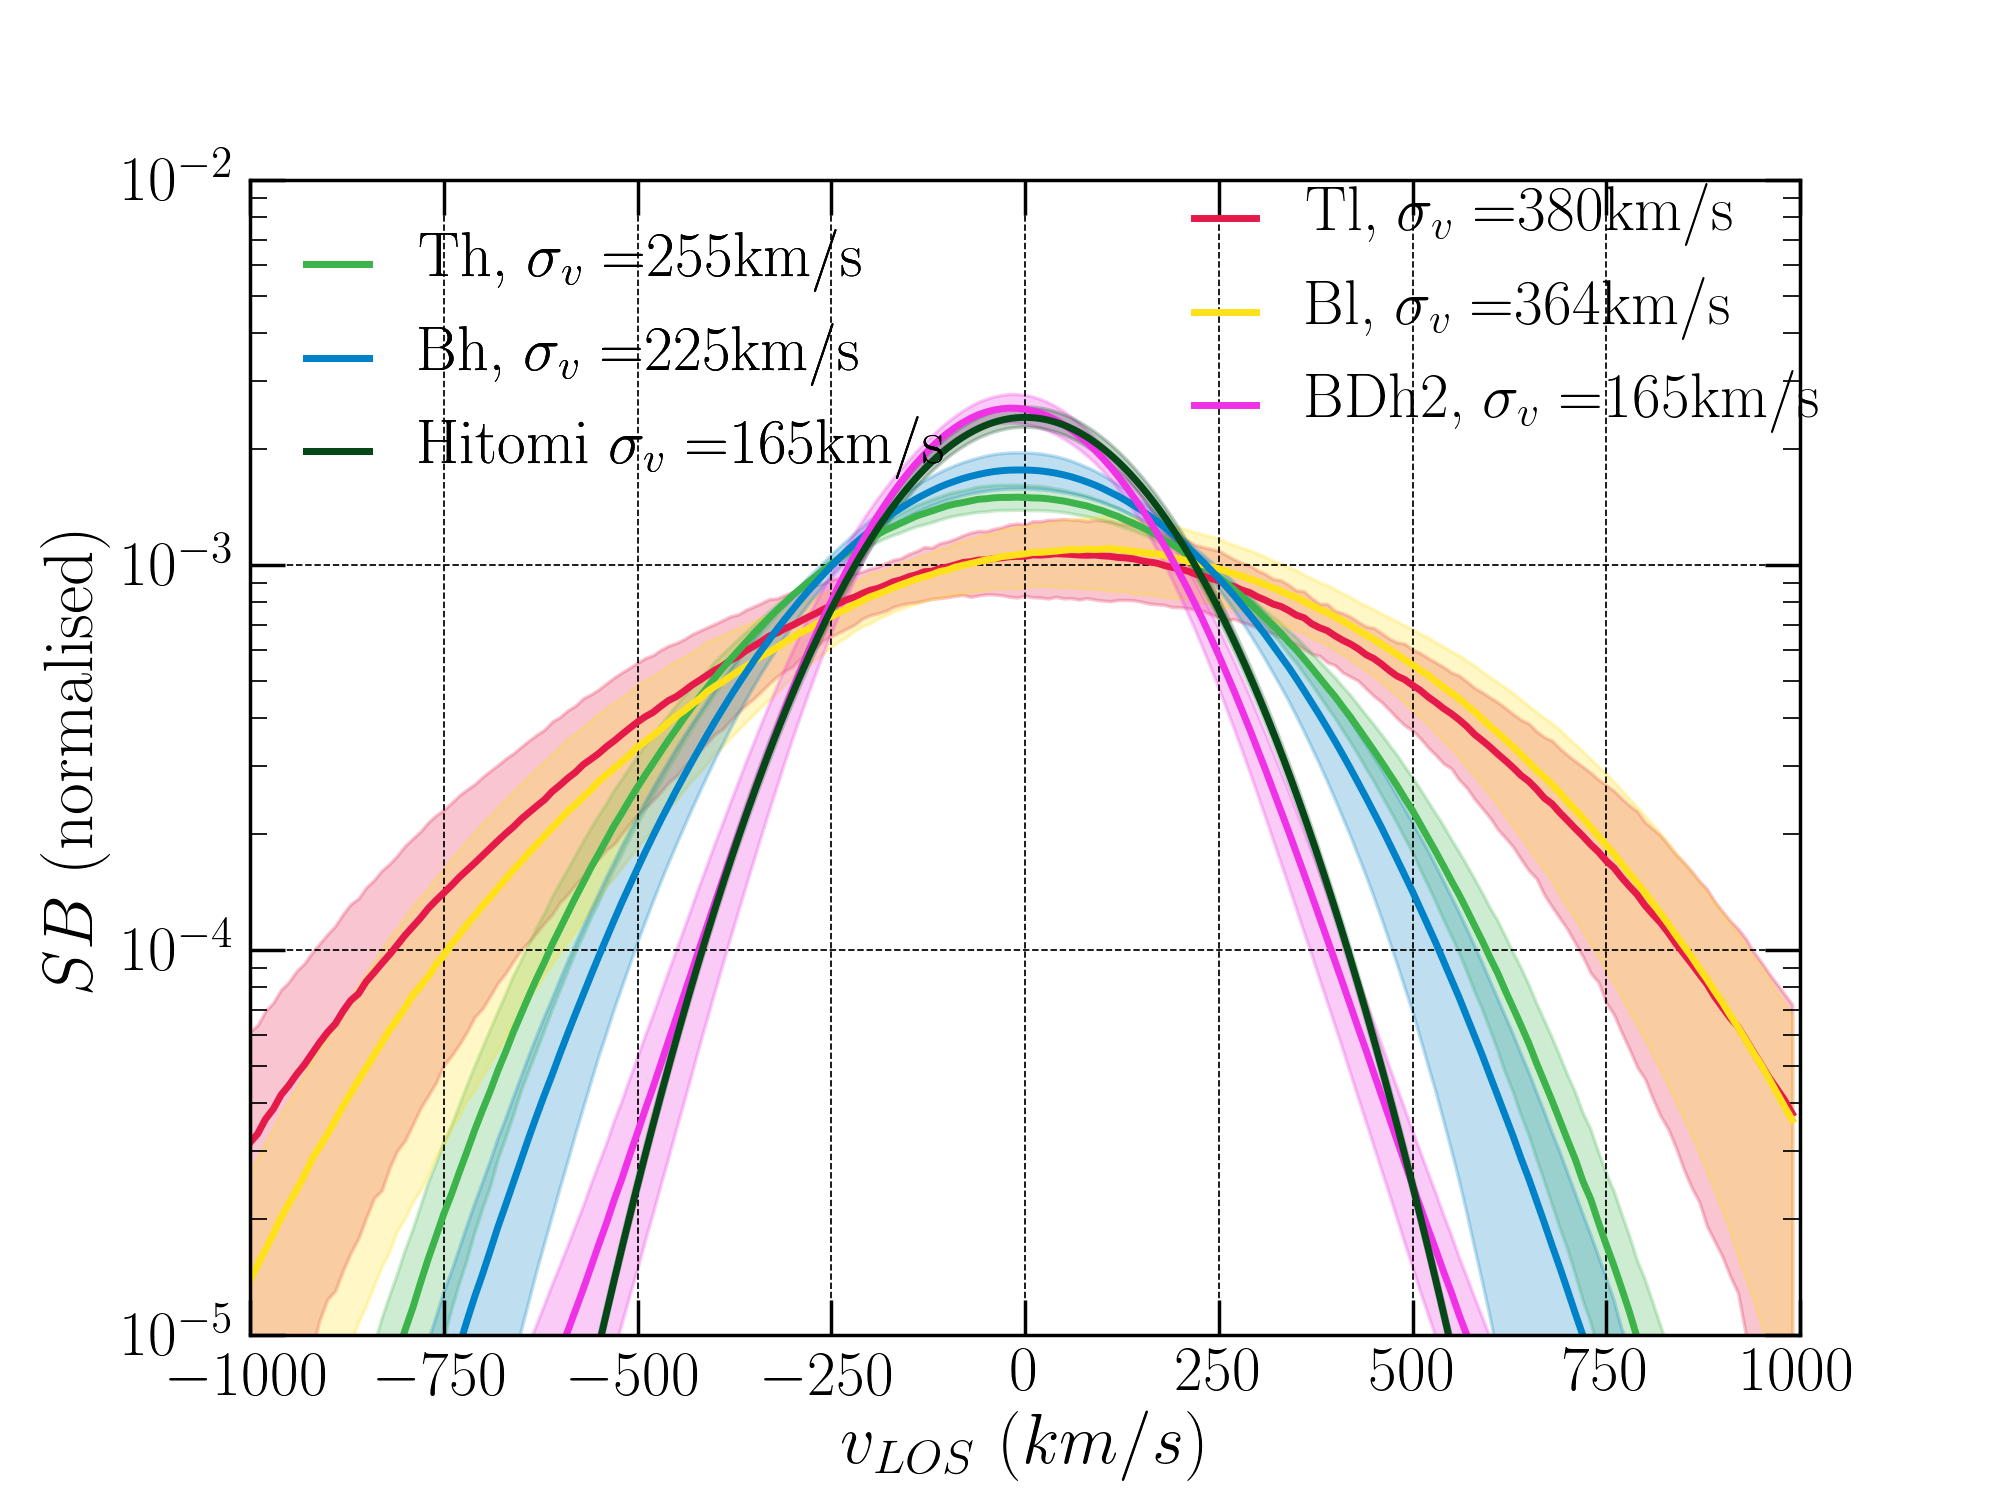 10⁻²
10⁻³
10⁻⁴
10⁻⁵
SB (normalised)
Th, σ_v =255km/s
Bh, σ_v =225km/s
Hitomi σ_v =165km/s
Tl, σ_v =380km/s
Bl, σ_v =364km/s
BDh2, σ_v =165km/s
−1000 −750 −500 −250 0 250 500 750 1000
v_LOS (km/s)